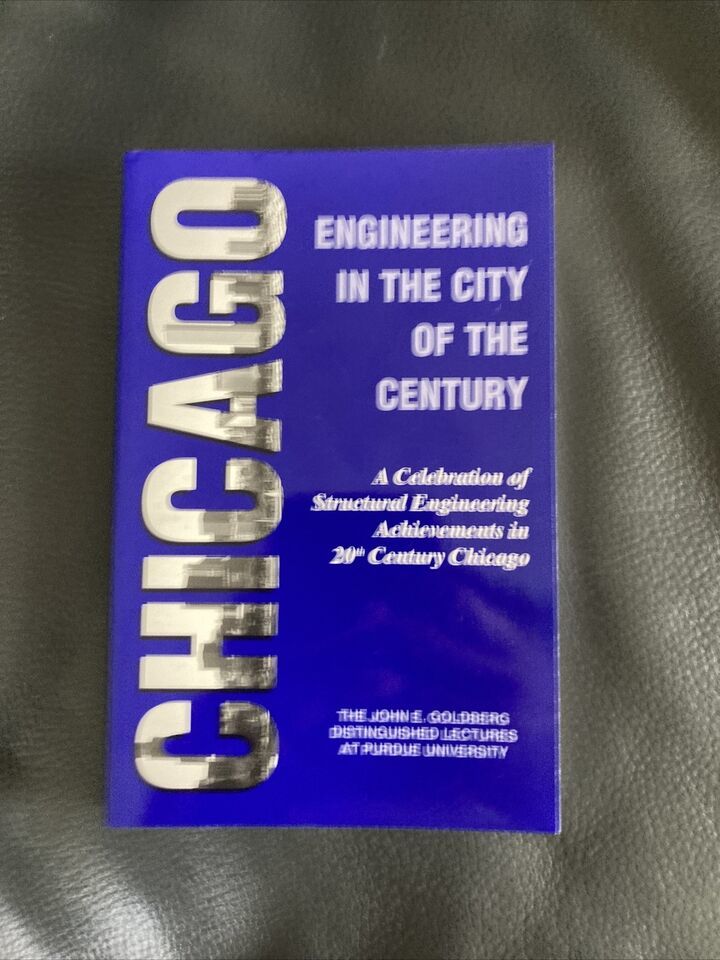 CHICAGO
ENGINEERING
IN THE CITY
OF THE
CENTURY
A Celebration of
Structural Engineering
Achievements in
20th Century Chicago
THE JOHN E. GOLDBERG
DISTINGUISHED LECTURES
AT PURDUE UNIVERSITY